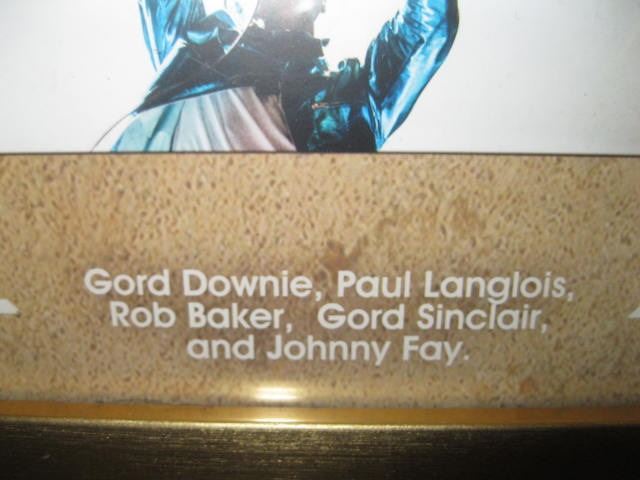 Gord Downie, Paul Langlois,
Rob Baker, Gord Sinclair,
and Johnny Fay.